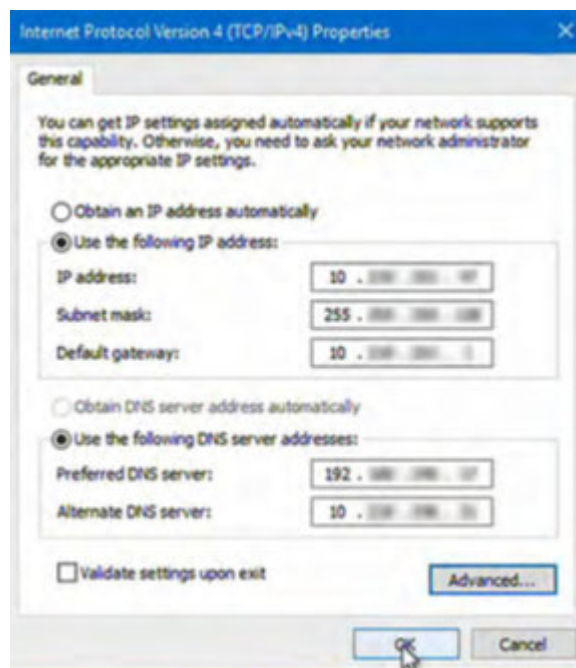 Internet Protocol Version 4 (TCP/IPv4) Properties
General
You can get IP settings assigned automatically if your network supports
this capability. Otherwise, you need to ask your network administrator
for the appropriate IP settings.
Obtain an IP address automatically
Use the following IP address:
IP address: 10 .
Subnet mask: 255 .
Default gateway: 10 .
Obtain DNS server address automatically
Use the following DNS server addresses:
Preferred DNS server: 192 .
Alternate DNS server: 10 .
Validate settings upon exit Advanced...
OK Cancel